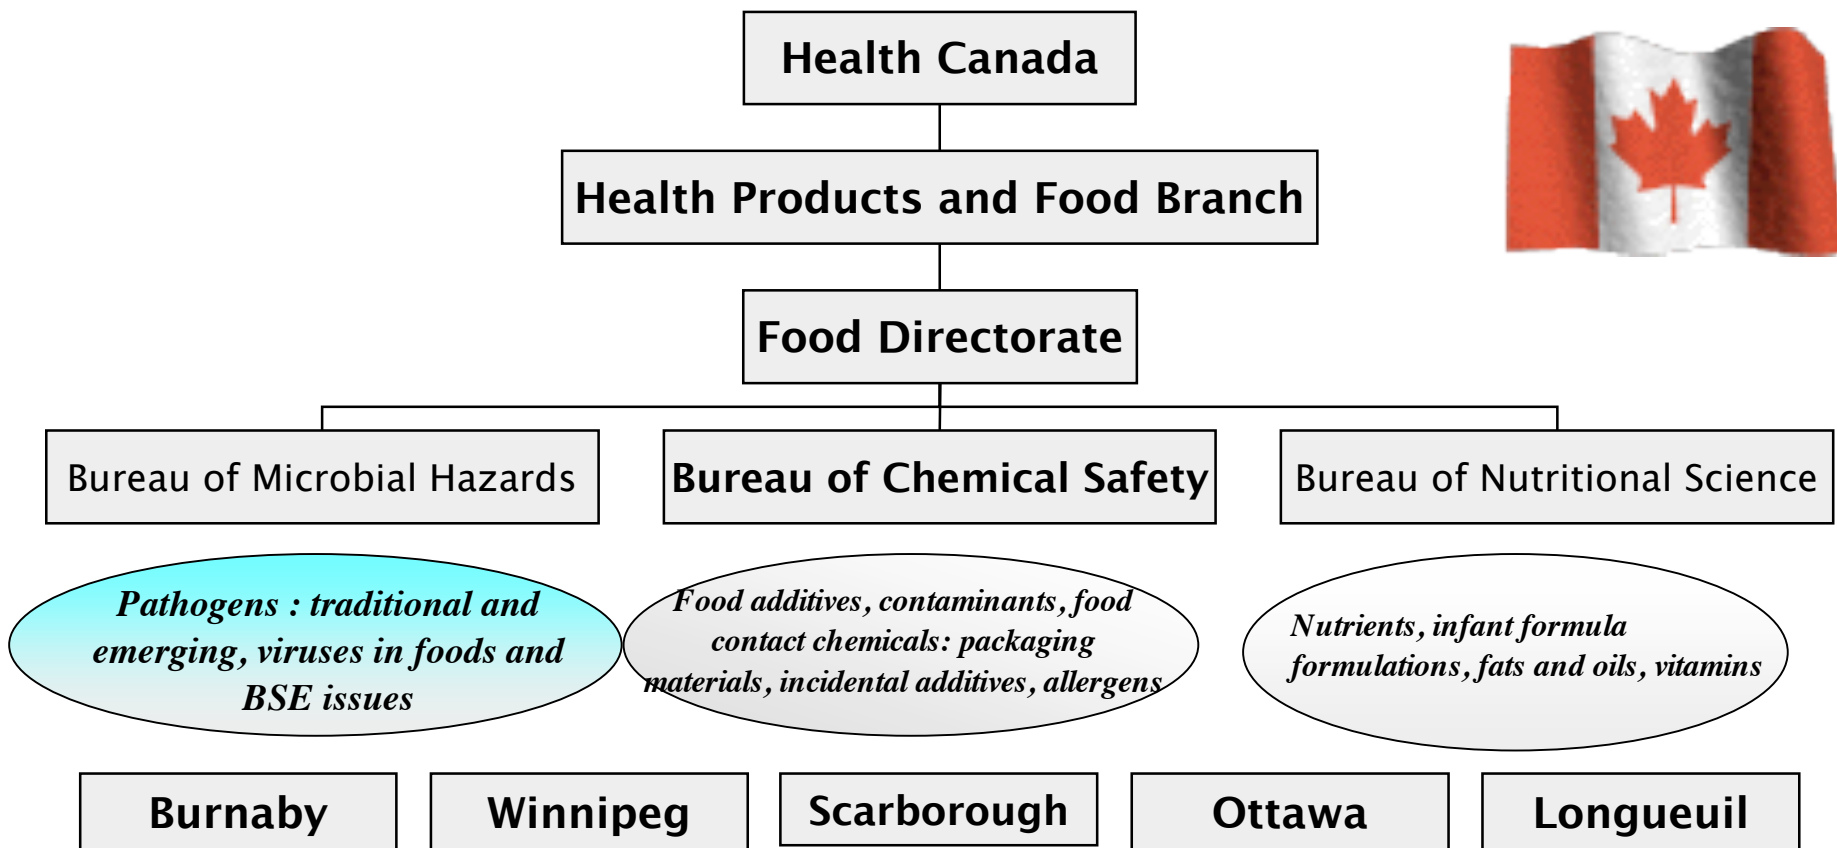 Health Canada
Health Products and Food Branch
Food Directorate
Bureau of Microbial Hazards
Bureau of Chemical Safety
Bureau of Nutritional Science
Pathogens : traditional and
emerging, viruses in foods and
BSE issues
Food additives, contaminants, food
contact chemicals: packaging
materials, incidental additives, allergens
Nutrients, infant formula
formulations, fats and oils, vitamins
Burnaby
Winnipeg
Scarborough
Ottawa
Longueuil